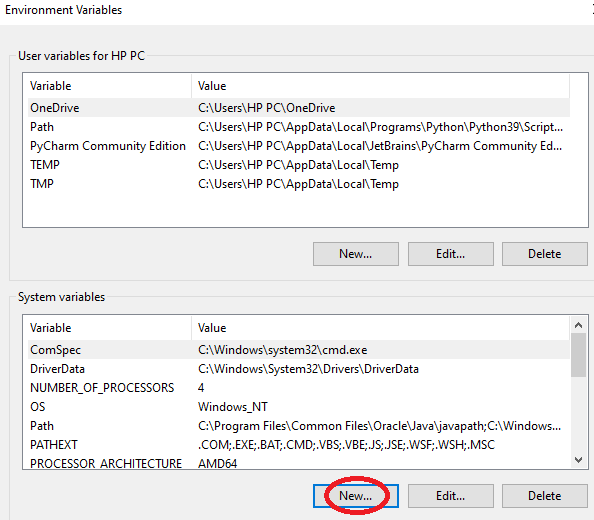 Environment Variables
User variables for HP PC
Variable Value
OneDrive C:\Users\HP PC\OneDrive
Path C:\Users\HP PC\AppData\Local\Programs\Python\Python39\Script...
PyCharm Community Edition C:\Users\HP PC\AppData\Local\JetBrains\PyCharm Community Ed...
TEMP C:\Users\HP PC\AppData\Local\Temp
TMP C:\Users\HP PC\AppData\Local\Temp
New... Edit... Delete
System variables
Variable Value
ComSpec C:\Windows\system32\cmd.exe
DriverData C:\Windows\System32\Drivers\DriverData
NUMBER_OF_PROCESSORS 4
OS Windows_NT
Path C:\Program Files\Common Files\Oracle\Java\javapath;C:\Windows...
PATHEXT .COM;.EXE;.BAT;.CMD;.VBS;.VBE;.JS;.JSE;.WSF;.WSH;.MSC
PROCESSOR_ARCHITECTURE AMD64
New... Edit... Delete